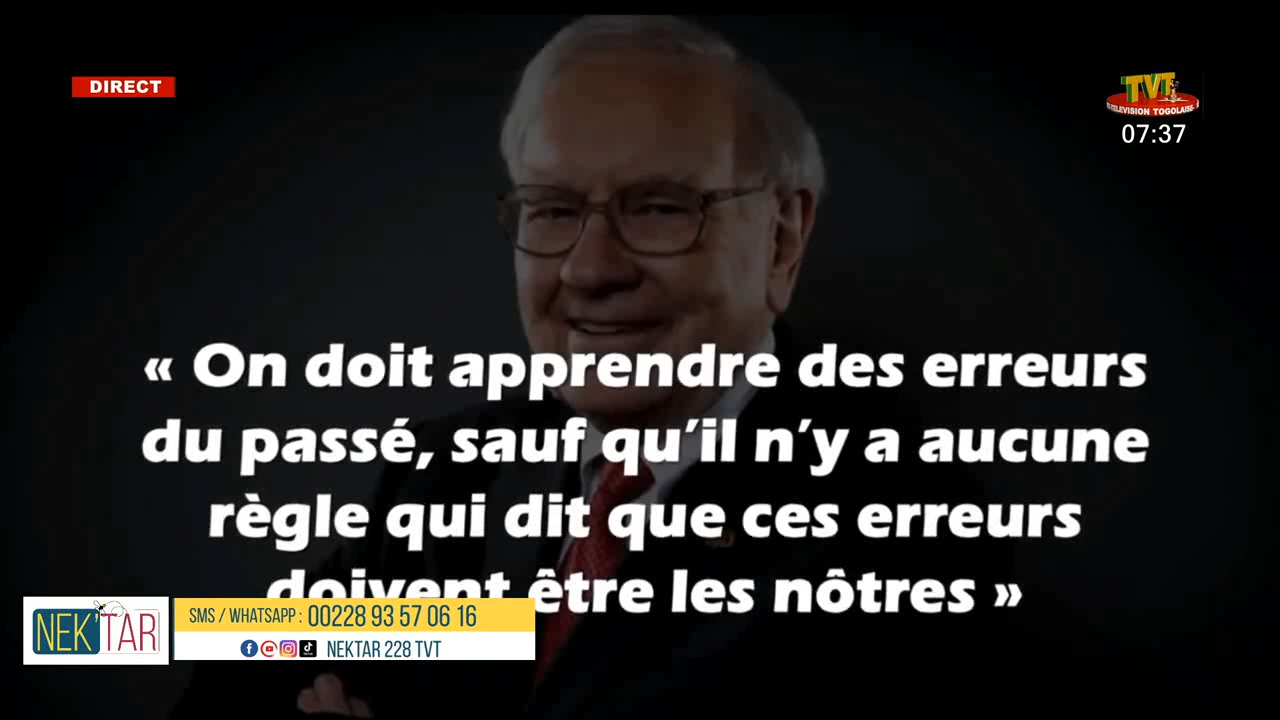 DIRECT
TVT
TELEVISION TOGOLAISE
07:37
« On doit apprendre des erreurs
du passé, sauf qu’il n’y a aucune
règle qui dit que ces erreurs
doivent être les nôtres »
NEK'TAR
SMS / WHATSAPP : 00228 93 57 06 16
NEKTAR 228 TVT